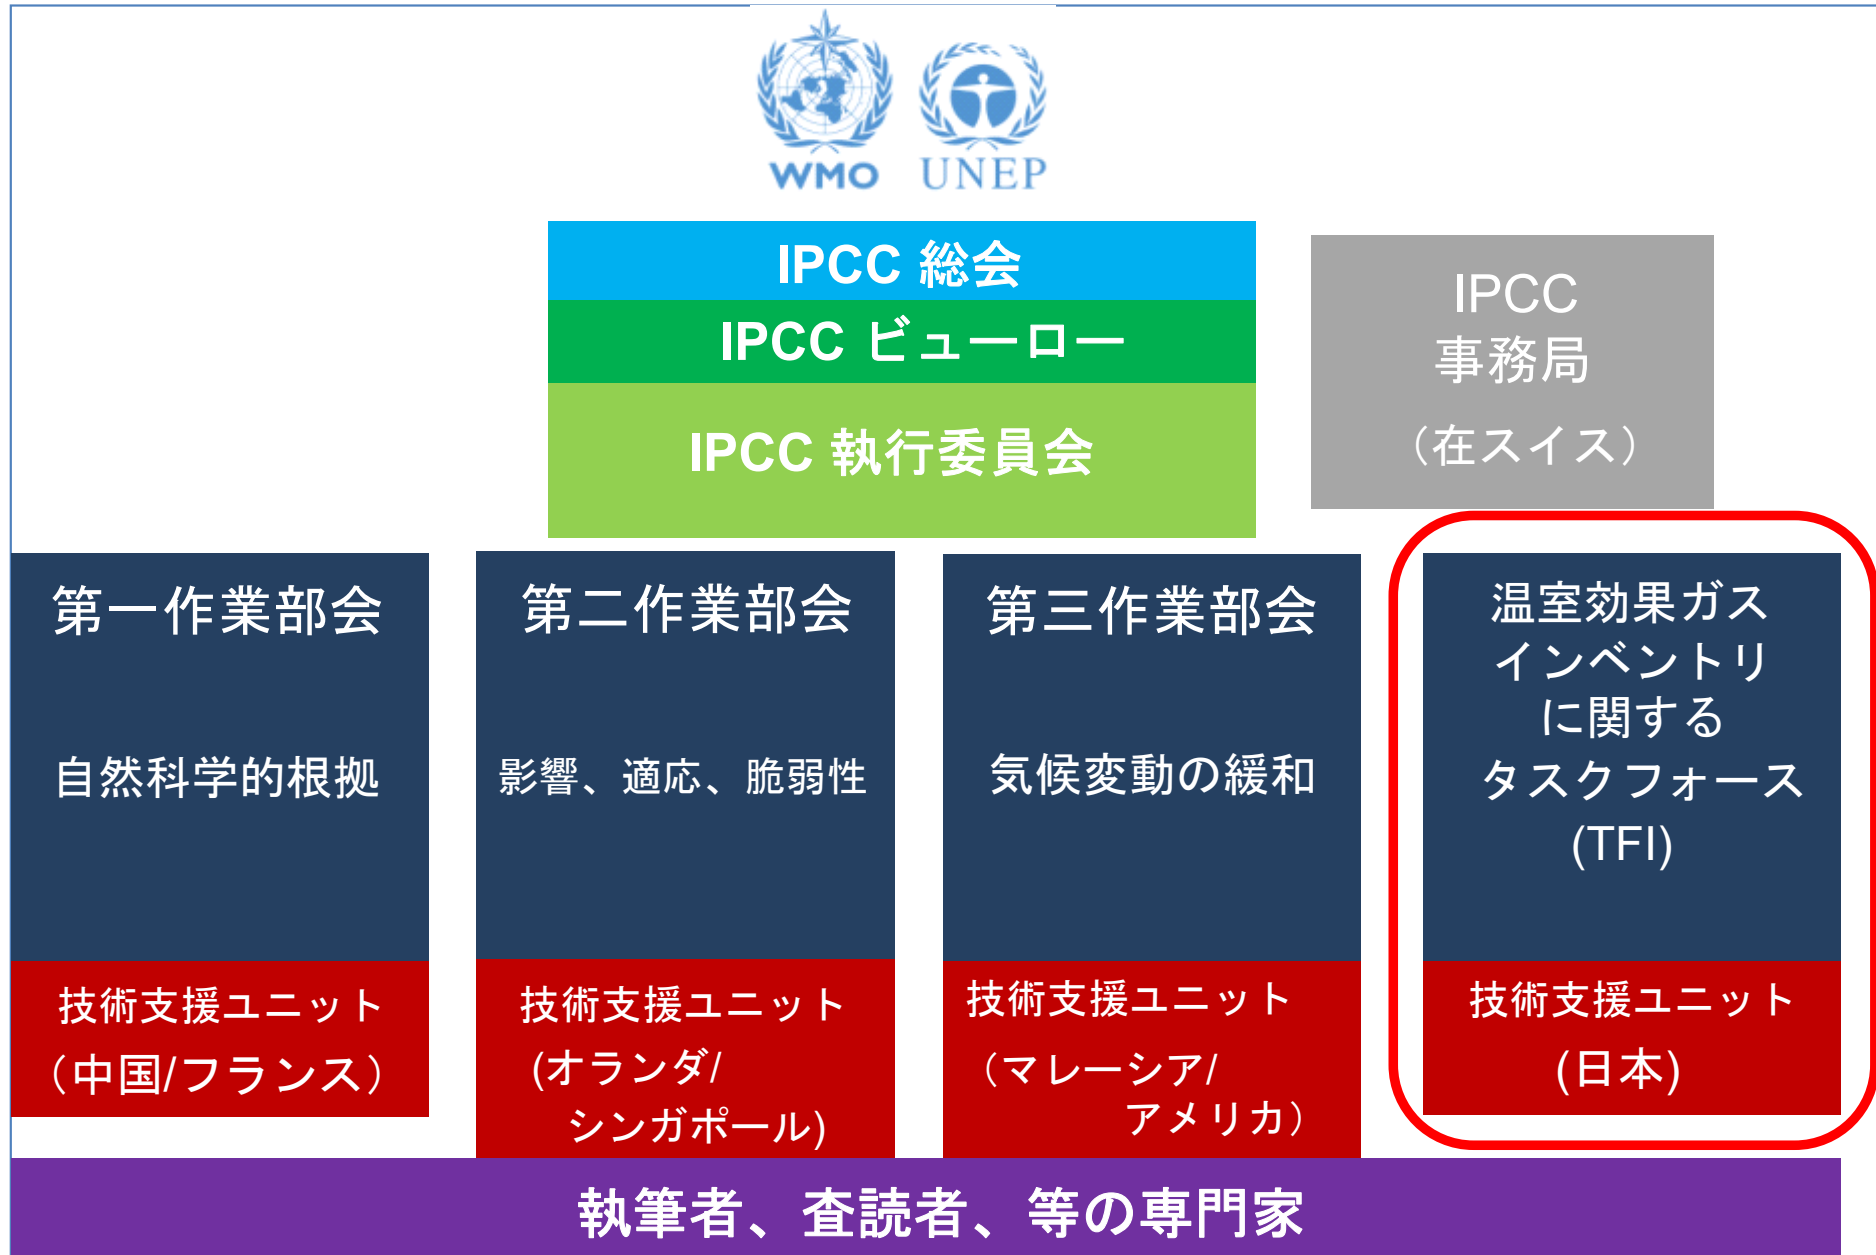 WMO
UNEP
IPCC 総会
IPCC ビューロー
IPCC 執行委員会
IPCC
事務局
（在スイス）
第一作業部会
自然科学的根拠
技術支援ユニット
（中国/フランス）
第二作業部会
影響、適応、脆弱性
技術支援ユニット
(オランダ/
シンガポール)
第三作業部会
気候変動の緩和
技術支援ユニット
（マレーシア/
アメリカ）
温室効果ガス
インベントリ
に関する
タスクフォース
(TFI)
技術支援ユニット
(日本)
執筆者、査読者、等の専門家